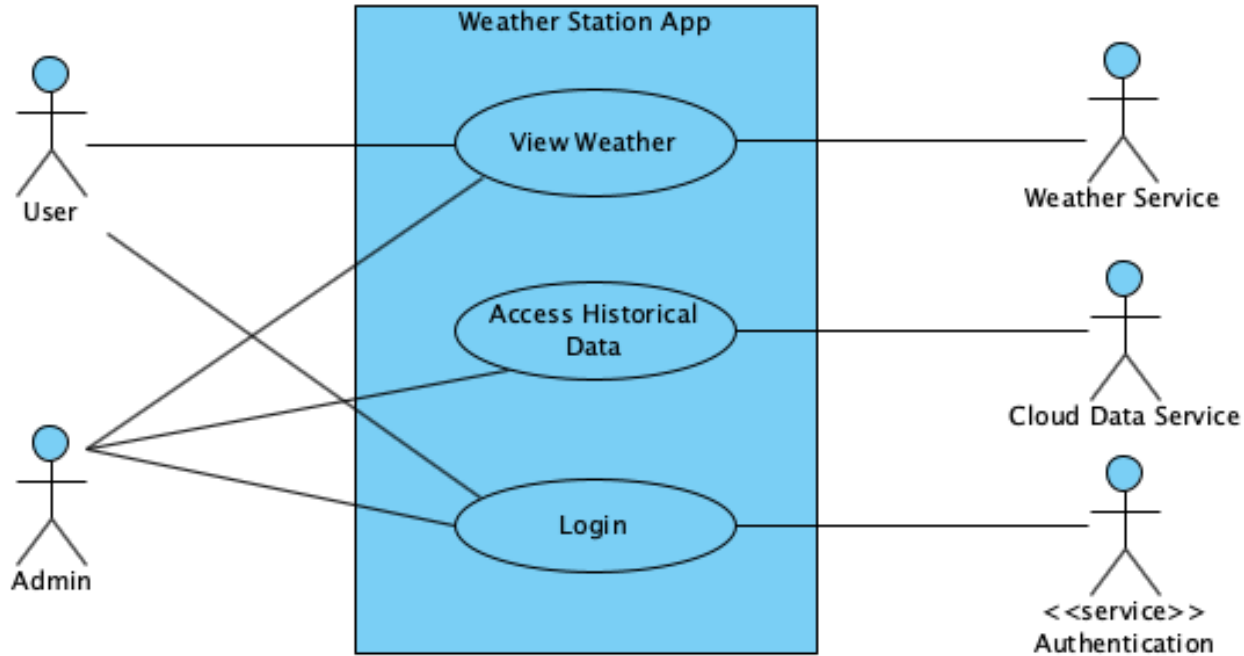 Weather Station App
View Weather
User
Weather Service
Access Historical
Data
Cloud Data Service
Login
Admin
<<service>>
Authentication